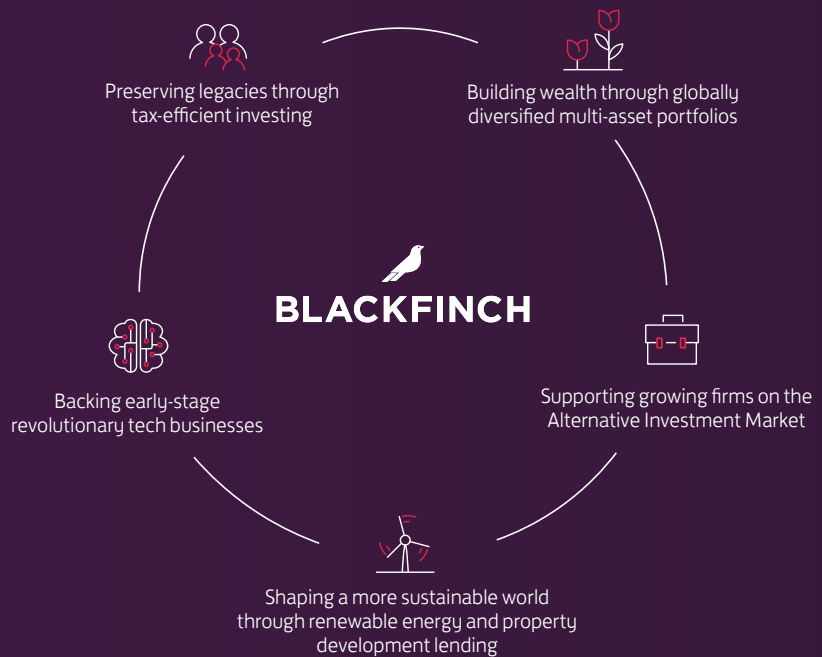 Preserving legacies through
tax-efficient investing
Building wealth through globally
diversified multi-asset portfolios
BLACKFINCH
Backing early-stage
revolutionary tech businesses
Supporting growing firms on the
Alternative Investment Market
Shaping a more sustainable world
through renewable energy and property
development lending